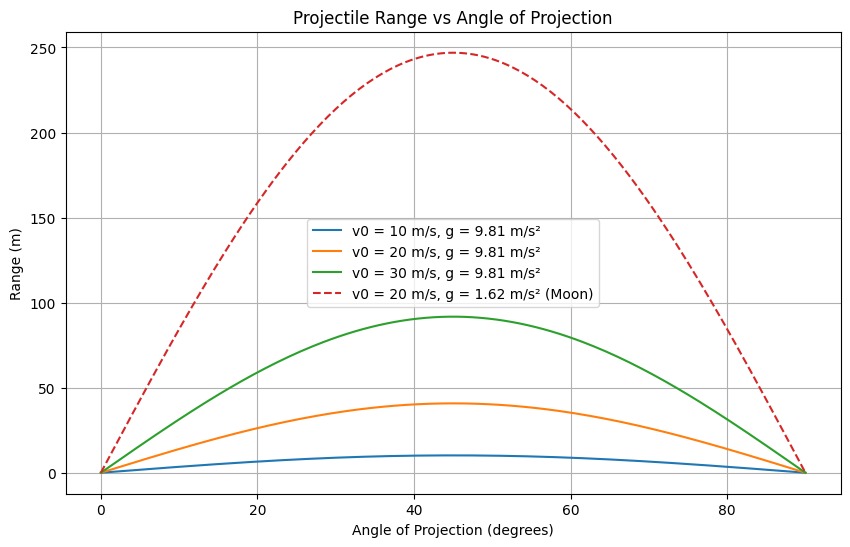 Projectile Range vs Angle of Projection
Range (m)
250
200
150
100
50
0
v0 = 10 m/s, g = 9.81 m/s²
v0 = 20 m/s, g = 9.81 m/s²
v0 = 30 m/s, g = 9.81 m/s²
v0 = 20 m/s, g = 1.62 m/s² (Moon)
0 20 40 60 80
Angle of Projection (degrees)